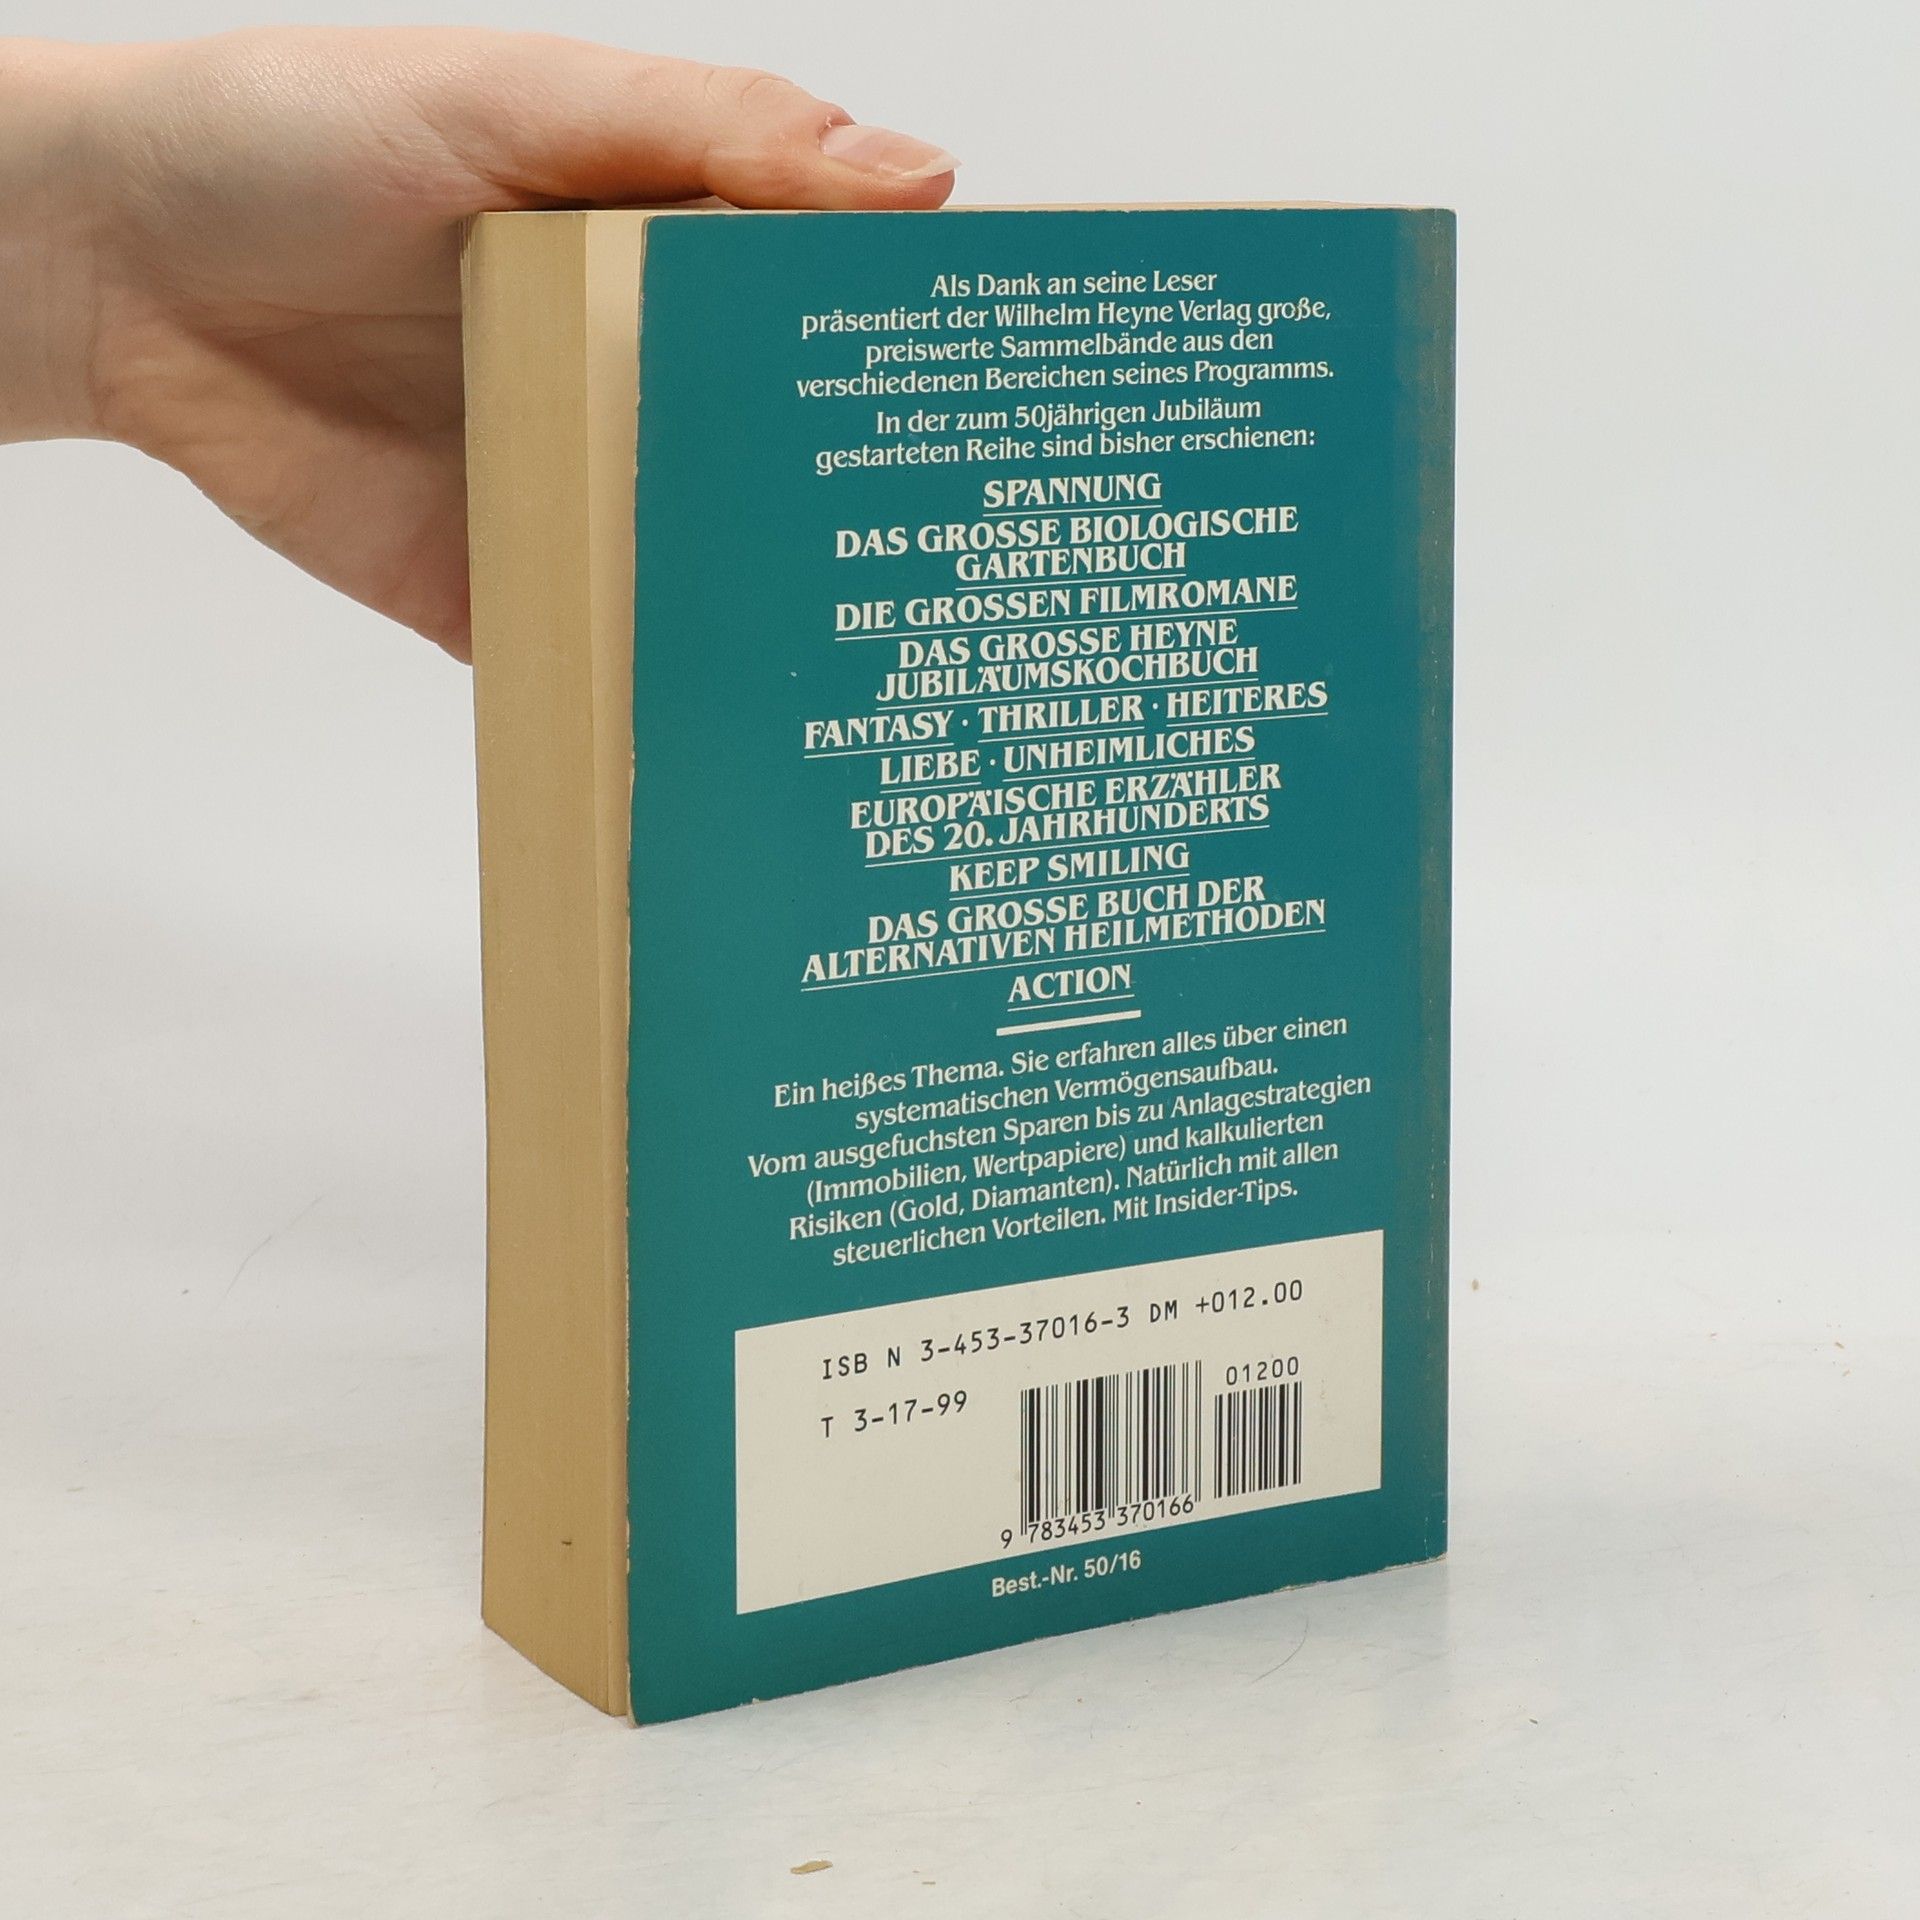 Als Dank an seine Leser
präsentiert der Wilhelm Heyne Verlag große,
preiswerte Sammelbände aus den
verschiedenen Bereichen seines Programms.
In der zum 50jährigen Jubiläum
gestarteten Reihe sind bisher erschienen:
SPANNUNG
DAS GROSSE BIOLOGISCHE
GARTENBUCH
DIE GROSSEN FILMROMANE
DAS GROSSE HEYNE
JUBILÄUMSKOCHBUCH
FANTASY · THRILLER · HEITERES
LIEBE · UNHEIMLICHES
EUROPÄISCHE ERZÄHLER
DES 20. JAHRHUNDERTS
KEEP SMILING
DAS GROSSE BUCH DER
ALTERNATIVEN HEILMETHODEN
ACTION
Ein heißes Thema. Sie erfahren alles über einen
systematischen Vermögensaufbau.
Vom ausgefuchsten Sparen bis zu Anlagestrategien
(Immobilien, Wertpapiere) und kalkulierten
Risiken (Gold, Diamanten). Natürlich mit allen
steuerlichen Vorteilen. Mit Insider-Tips.
ISB N 3-453-37016-3 DM +012.00
T 3-17-99
01200
9 783453 370166
Best.-Nr. 50/16